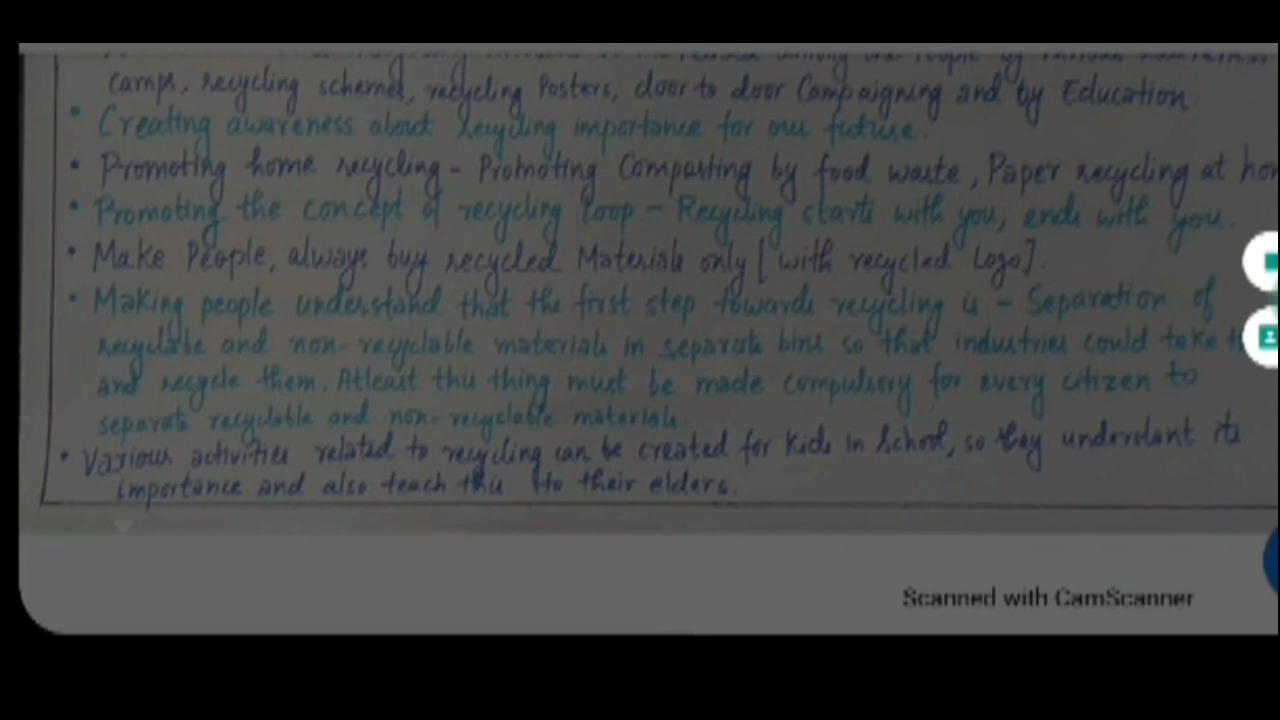 camps, recycling schemes, recycling Posters, door to door Campaigning and by Education
• Creating awareness about recycling importance for our future.
• Promoting home recycling - Promoting Composting by food waste, Paper recycling at
• Promoting the concept of recycling loop - Recycling starts with you, ends with you.
• Make People, always buy recycled Materials only [with recycled Logo].
• Making people understand that the first step towards recycling is - Separation of
recyclable and non-recyclable materials in separate bins so that industries could take
and recycle them. Atleast this thing must be made compulsory for every citizen to
separate recyclable and non-recyclable materials.
• Various activities related to recycling can be created for kids in School, so they understant its
importance and also teach this to their elders.
Scanned with CamScanner